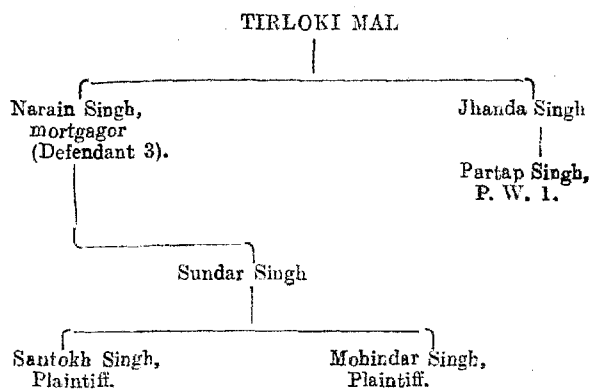 TIRLOKI MAL
Narain Singh,
mortgagor
(Defendant 3).
Jhanda Singh
Partap Singh,
P. W. 1.
Sundar Singh
Santokh Singh,
Plaintiff.
Mohindar Singh,
Plaintiff.